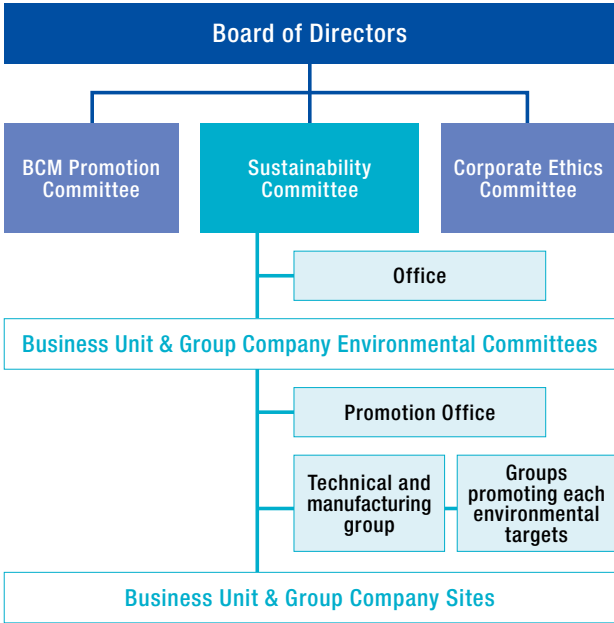 Board of Directors
BCM Promotion
Committee
Sustainability
Committee
Corporate Ethics
Committee
Office
Business Unit & Group Company Environmental Committees
Promotion Office
Technical and
manufacturing
group
Groups
promoting each
environmental
targets
Business Unit & Group Company Sites